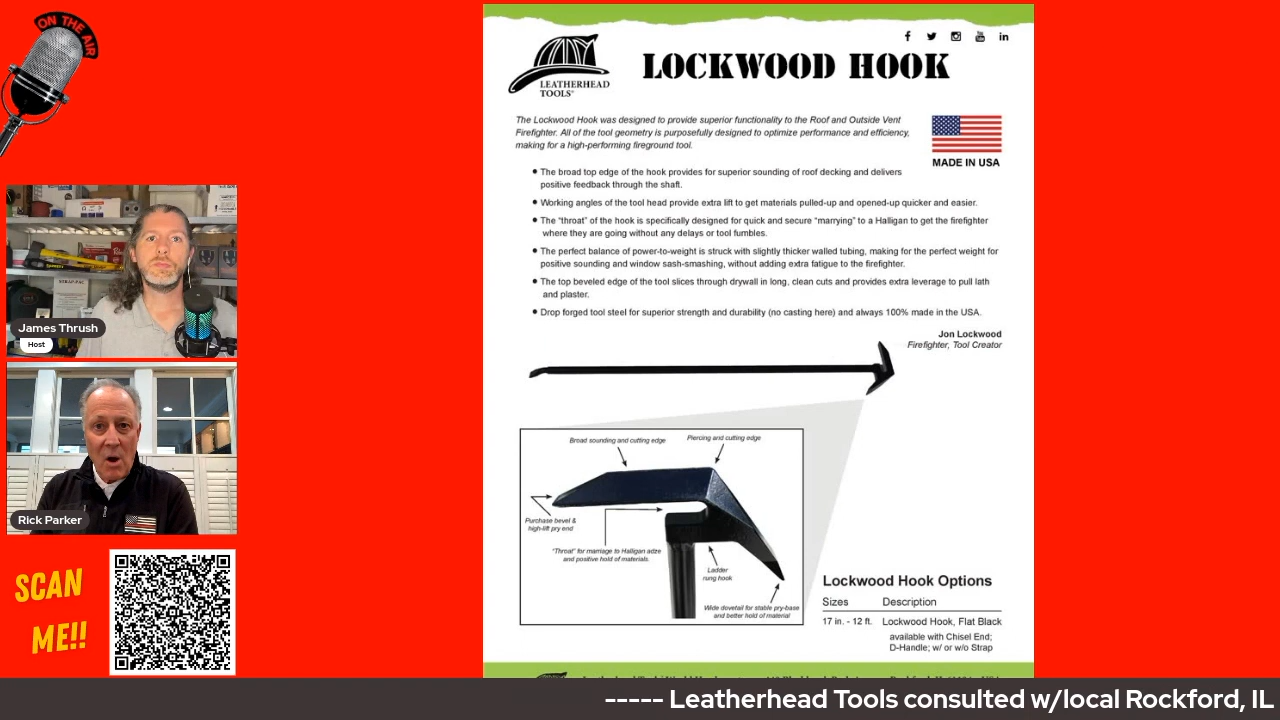 ON THE AIR
James Thrush
Host
Rick Parker
SCAN
ME!!
LEATHERHEAD
TOOLS®
LOCKWOOD HOOK
The Lockwood Hook was designed to provide superior functionality to the Roof and Outside Vent
Firefighter. All of the tool geometry is purposefully designed to optimize performance and efficiency,
making for a high-performing fireground tool.
MADE IN USA
• The broad top edge of the hook provides for superior sounding of roof decking and delivers
positive feedback through the shaft.
• Working angles of the tool head provide extra lift to get materials pulled-up and opened-up quicker and easier.
• The "throat" of the hook is specifically designed for quick and secure "marrying" to a Halligan to get the firefighter
where they are going without any delays or tool fumbles.
• The perfect balance of power-to-weight is struck with slightly thicker walled tubing, making for the perfect weight for
positive sounding and window sash-smashing, without adding extra fatigue to the firefighter.
• The top beveled edge of the tool slices through drywall in long, clean cuts and provides extra leverage to pull lath
and plaster.
• Drop forged tool steel for superior strength and durability (no casting here) and always 100% made in the USA.
Jon Lockwood
Firefighter, Tool Creator
Broad sounding and cutting edge
Piercing and cutting edge
Purchase bevel &
high-lift pry end
"Throat" for marriage to Halligan adze
and positive hold of materials.
Ladder
rung hook
Wide dovetail for stable pry-base
and better hold of material
Lockwood Hook Options
Sizes Description
17 in. - 12 ft. Lockwood Hook, Flat Black
available with Chisel End;
D-Handle; w/ or w/o Strap
----- Leatherhead Tools consulted w/local Rockford, IL